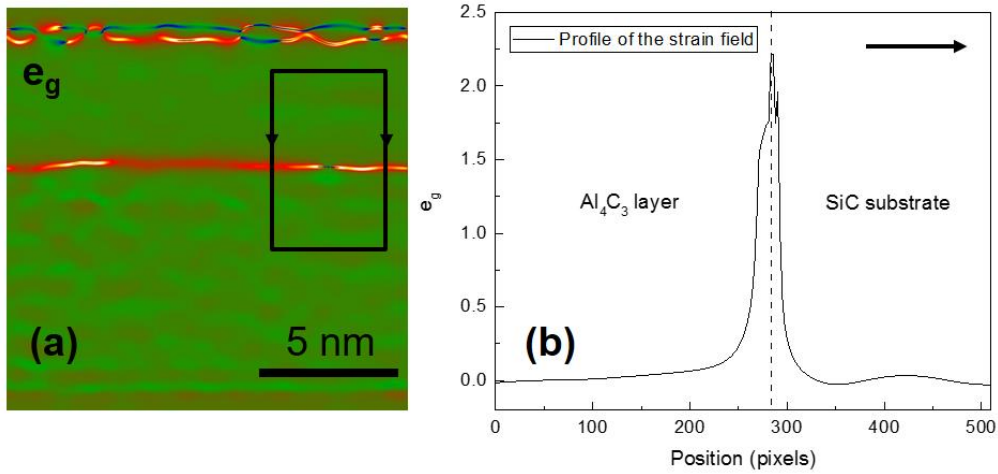 e_g
(a)
5 nm
2.5
2.0
1.5
1.0
0.5
0.0
e_g
Profile of the strain field
Al₄C₃ layer
SiC substrate
(b)
0
100
200
300
400
500
Position (pixels)